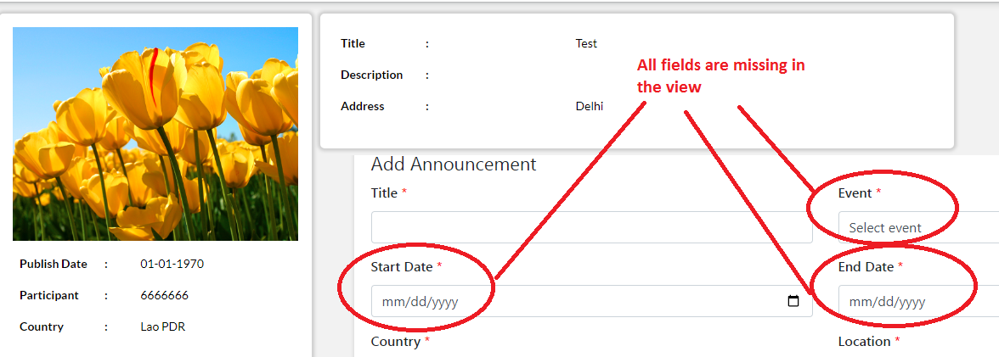 Title : Test
Description :
Address : Delhi
All fields are missing in
the view
Publish Date : 01-01-1970
Participant : 6666666
Country : Lao PDR
Add Announcement
Title * Event *
Select event
Start Date * End Date *
mm/dd/yyyy mm/dd/yyyy
Country * Location *